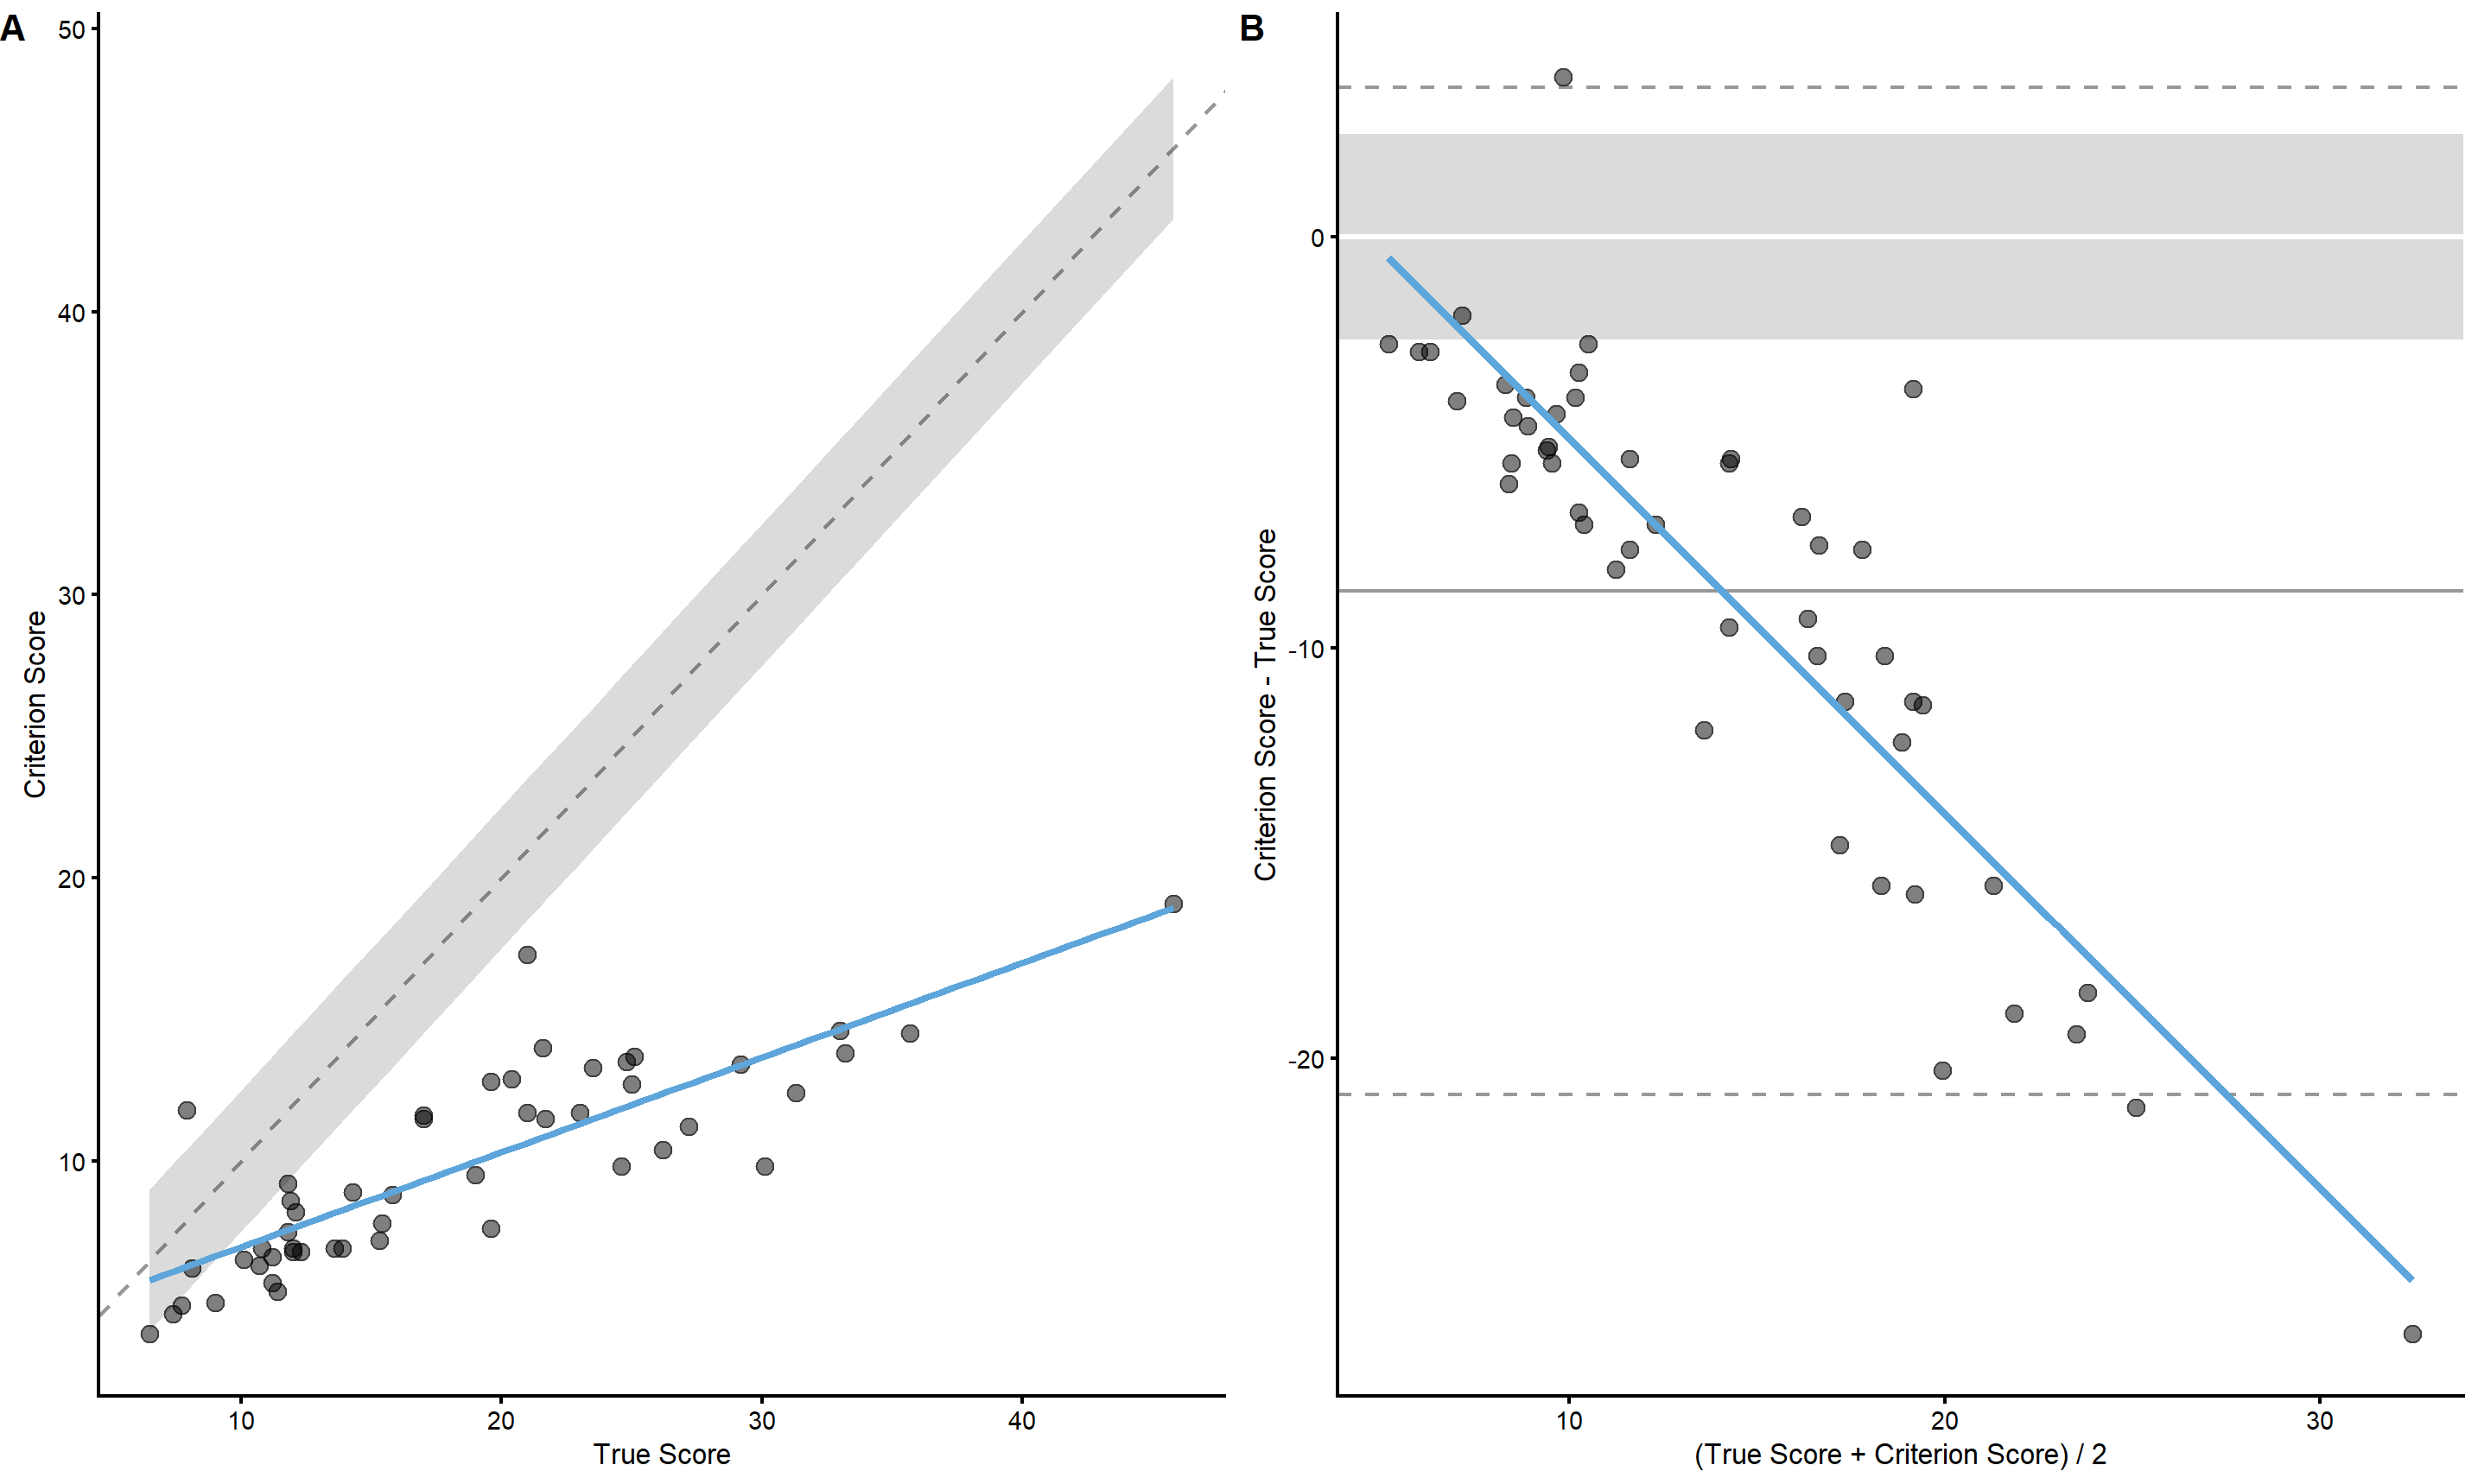 A
50
40
30
20
10
Criterion Score
10 20 30 40
True Score
B
0
-10
-20
Criterion Score - True Score
10 20 30
(True Score + Criterion Score) / 2